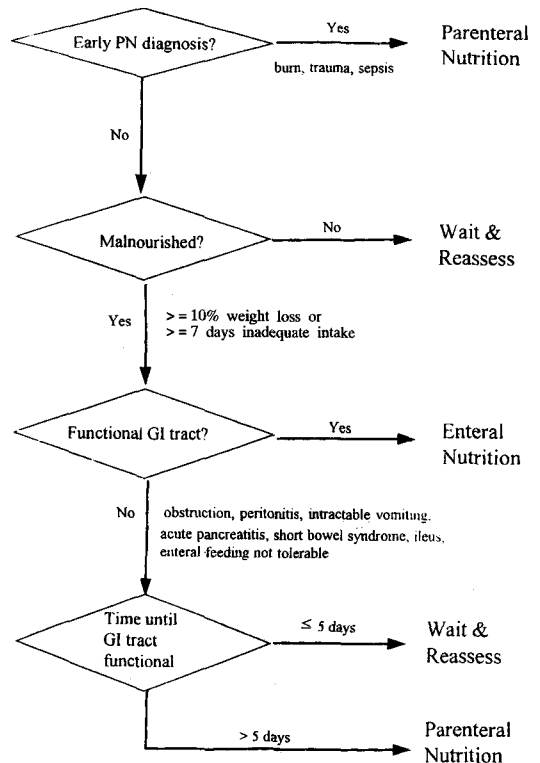 Early PN diagnosis?
Yes
burn, trauma, sepsis
Parenteral
Nutrition
No
Malnourished?
No
Wait &
Reassess
Yes
>= 10% weight loss or
>= 7 days inadequate intake
Functional GI tract?
Yes
Enteral
Nutrition
No
obstruction, peritonitis, intractable vomiting,
acute pancreatitis, short bowel syndrome, ileus,
enteral feeding not tolerable
Time until
GI tract
functional
≤ 5 days
Wait &
Reassess
> 5 days
Parenteral
Nutrition